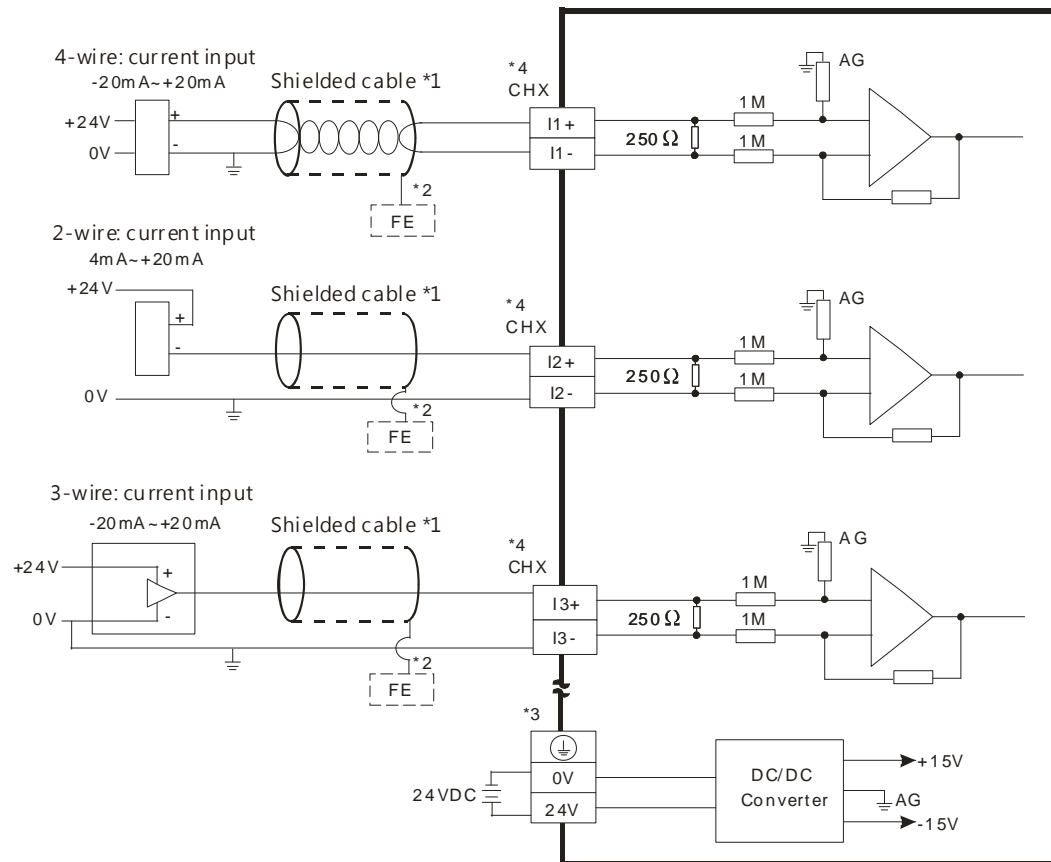 4-wire: current input
-20mA~+20mA
Shielded cable *1
*4
CHX
AG
+24V
+
I1+
1M
250Ω
0V
-
I1-
1M
*2
FE
2-wire: current input
4mA~+20mA
+24V
Shielded cable *1
*4
CHX
AG
+
1M
-
I2+
250Ω
1M
0V
I2-
*2
FE
3-wire: current input
-20mA~+20mA
Shielded cable *1
*4
CHX
AG
+24V
+
1M
I3+
250Ω
1M
0V
-
I3-
*2
FE
*3
+15V
0V
DC/DC
Converter
24VDC
AG
24V
-15V